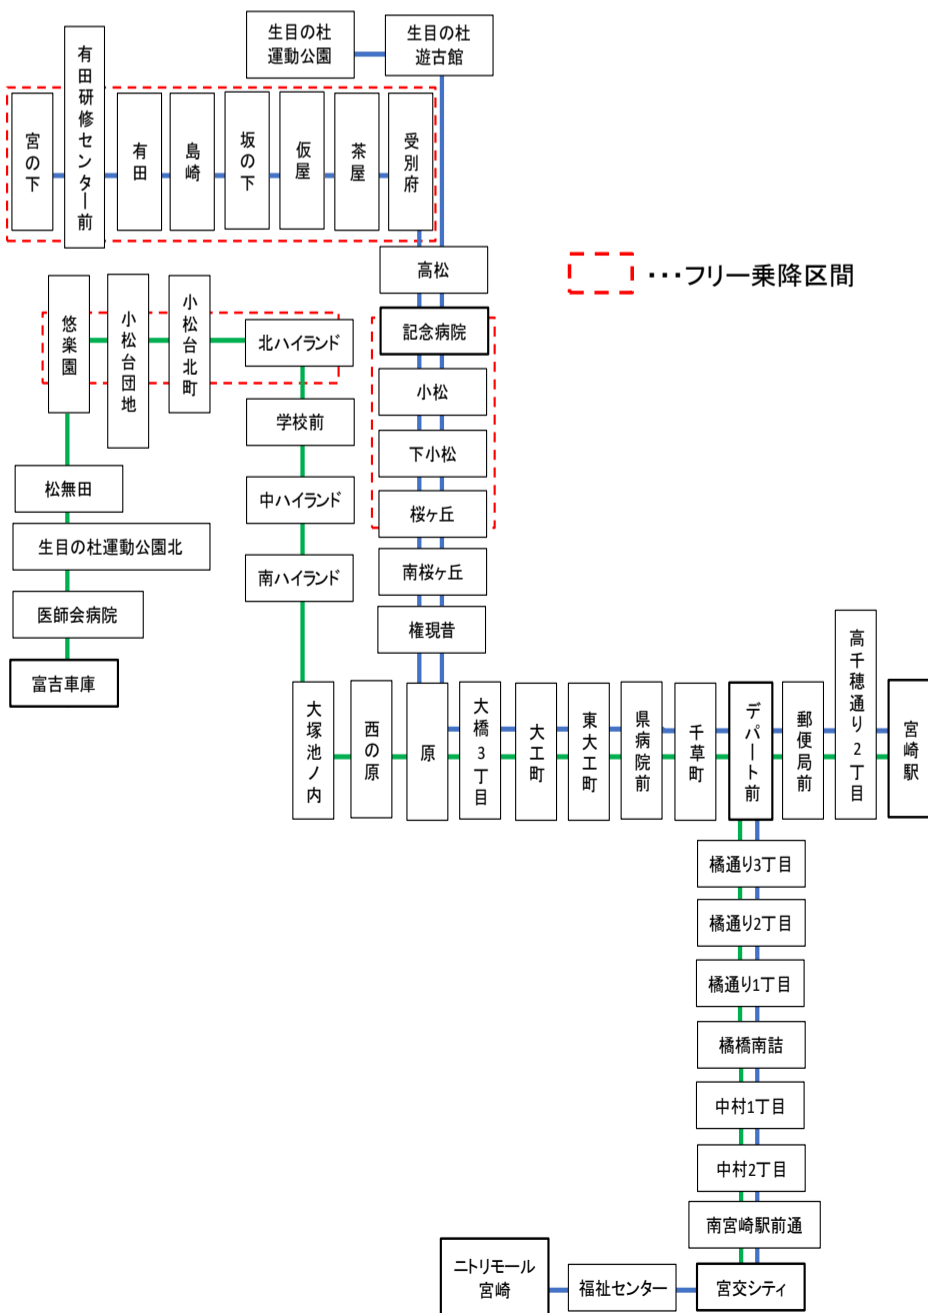 生目の杜
運動公園
生目の杜
遊古館
宮の下
有田研修センター前
有田
島崎
坂の下
仮屋
茶屋
受別府
高松
・・・フリー乗降区間
悠楽園
小松台団地
小松台北町
北ハイランド
記念病院
小松
学校前
下小松
松無田
中ハイランド
桜ヶ丘
生目の杜運動公園北
南ハイランド
南桜ヶ丘
医師会病院
権現昔
富吉車庫
大塚池ノ内
西の原
原
大橋3丁目
大工町
東大工町
県病院前
千草町
デパート前
郵便局前
高千穂通り2丁目
宮崎駅
橘通り3丁目
橘通り2丁目
橘通り1丁目
橘橋南詰
中村1丁目
中村2丁目
南宮崎駅前通
ニトリモール
宮崎
福祉センター
宮交シティ